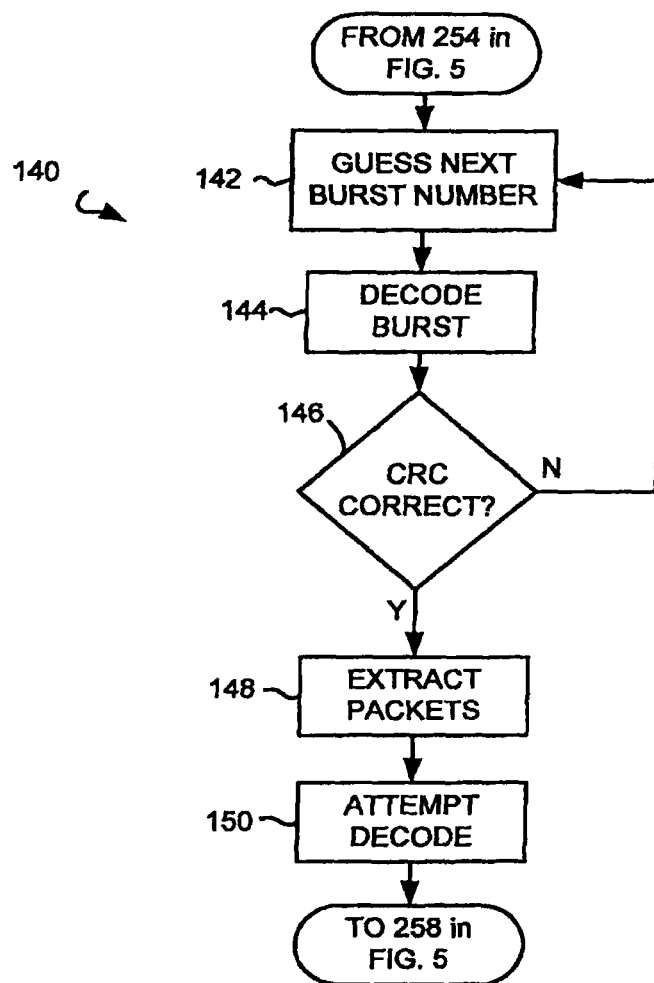 FROM 254 in
FIG. 5
140
142
GUESS NEXT
BURST NUMBER
144
DECODE
BURST
146
CRC
CORRECT?
N
Y
148
EXTRACT
PACKETS
150
ATTEMPT
DECODE
TO 258 in
FIG. 5